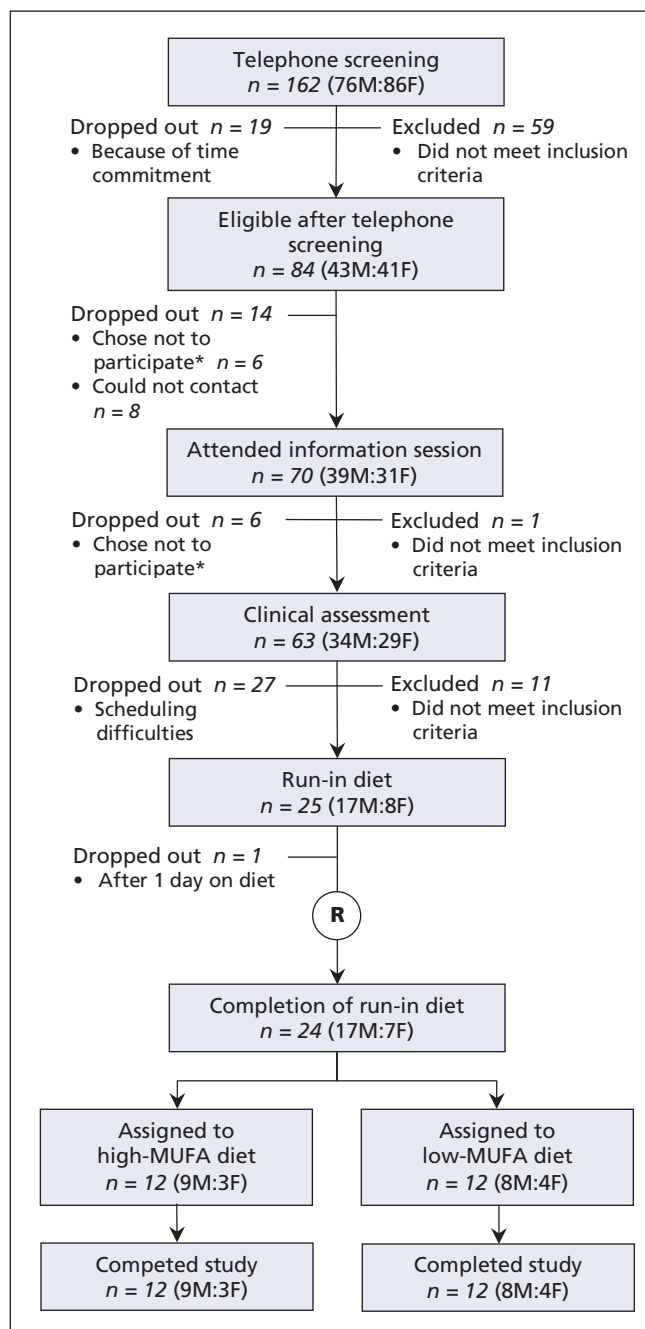 Telephone screening
n = 162 (76M:86F)
Dropped out n = 19
• Because of time
commitment
Excluded n = 59
• Did not meet inclusion
criteria
Eligible after telephone
screening
n = 84 (43M:41F)
Dropped out n = 14
• Chose not to
participate* n = 6
• Could not contact
n = 8
Attended information session
n = 70 (39M:31F)
Dropped out n = 6
• Chose not to
participate*
Excluded n = 1
• Did not meet inclusion
criteria
Clinical assessment
n = 63 (34M:29F)
Dropped out n = 27
• Scheduling
difficulties
Excluded n = 11
• Did not meet inclusion
criteria
Run-in diet
n = 25 (17M:8F)
Dropped out n = 1
• After 1 day on diet
R
Completion of run-in diet
n = 24 (17M:7F)
Assigned to
high-MUFA diet
n = 12 (9M:3F)
Assigned to
low-MUFA diet
n = 12 (8M:4F)
Competed study
n = 12 (9M:3F)
Completed study
n = 12 (8M:4F)